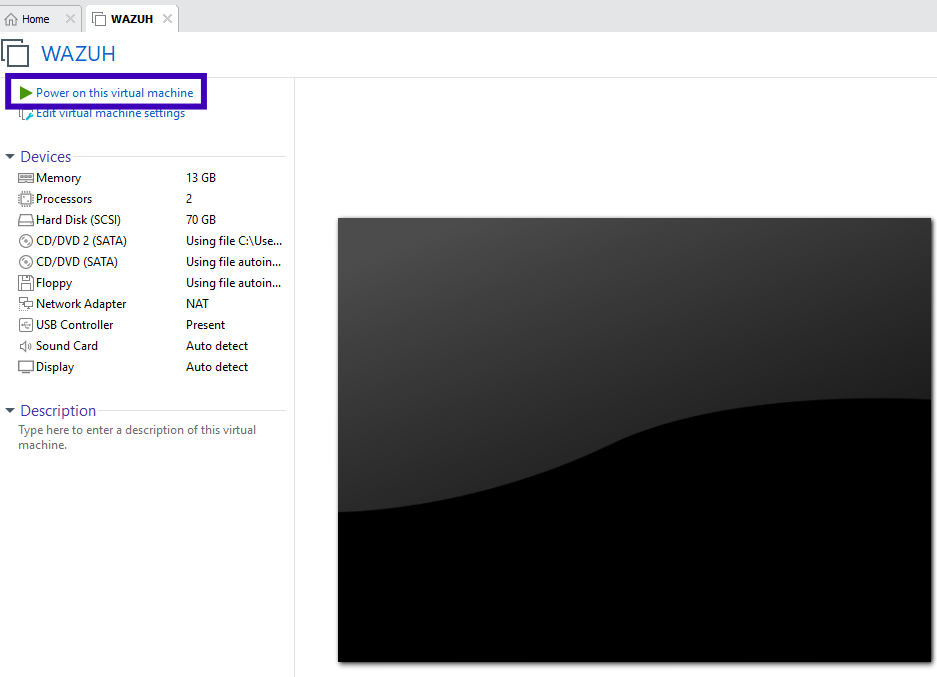 Home WAZUH
WAZUH
Power on this virtual machine
Edit virtual machine settings
Devices
Memory 13 GB
Processors 2
Hard Disk (SCSI) 70 GB
CD/DVD 2 (SATA) Using file C:\Use...
CD/DVD (SATA) Using file autoin...
Floppy Using file autoin...
Network Adapter NAT
USB Controller Present
Sound Card Auto detect
Display Auto detect
Description
Type here to enter a description of this virtual
machine.